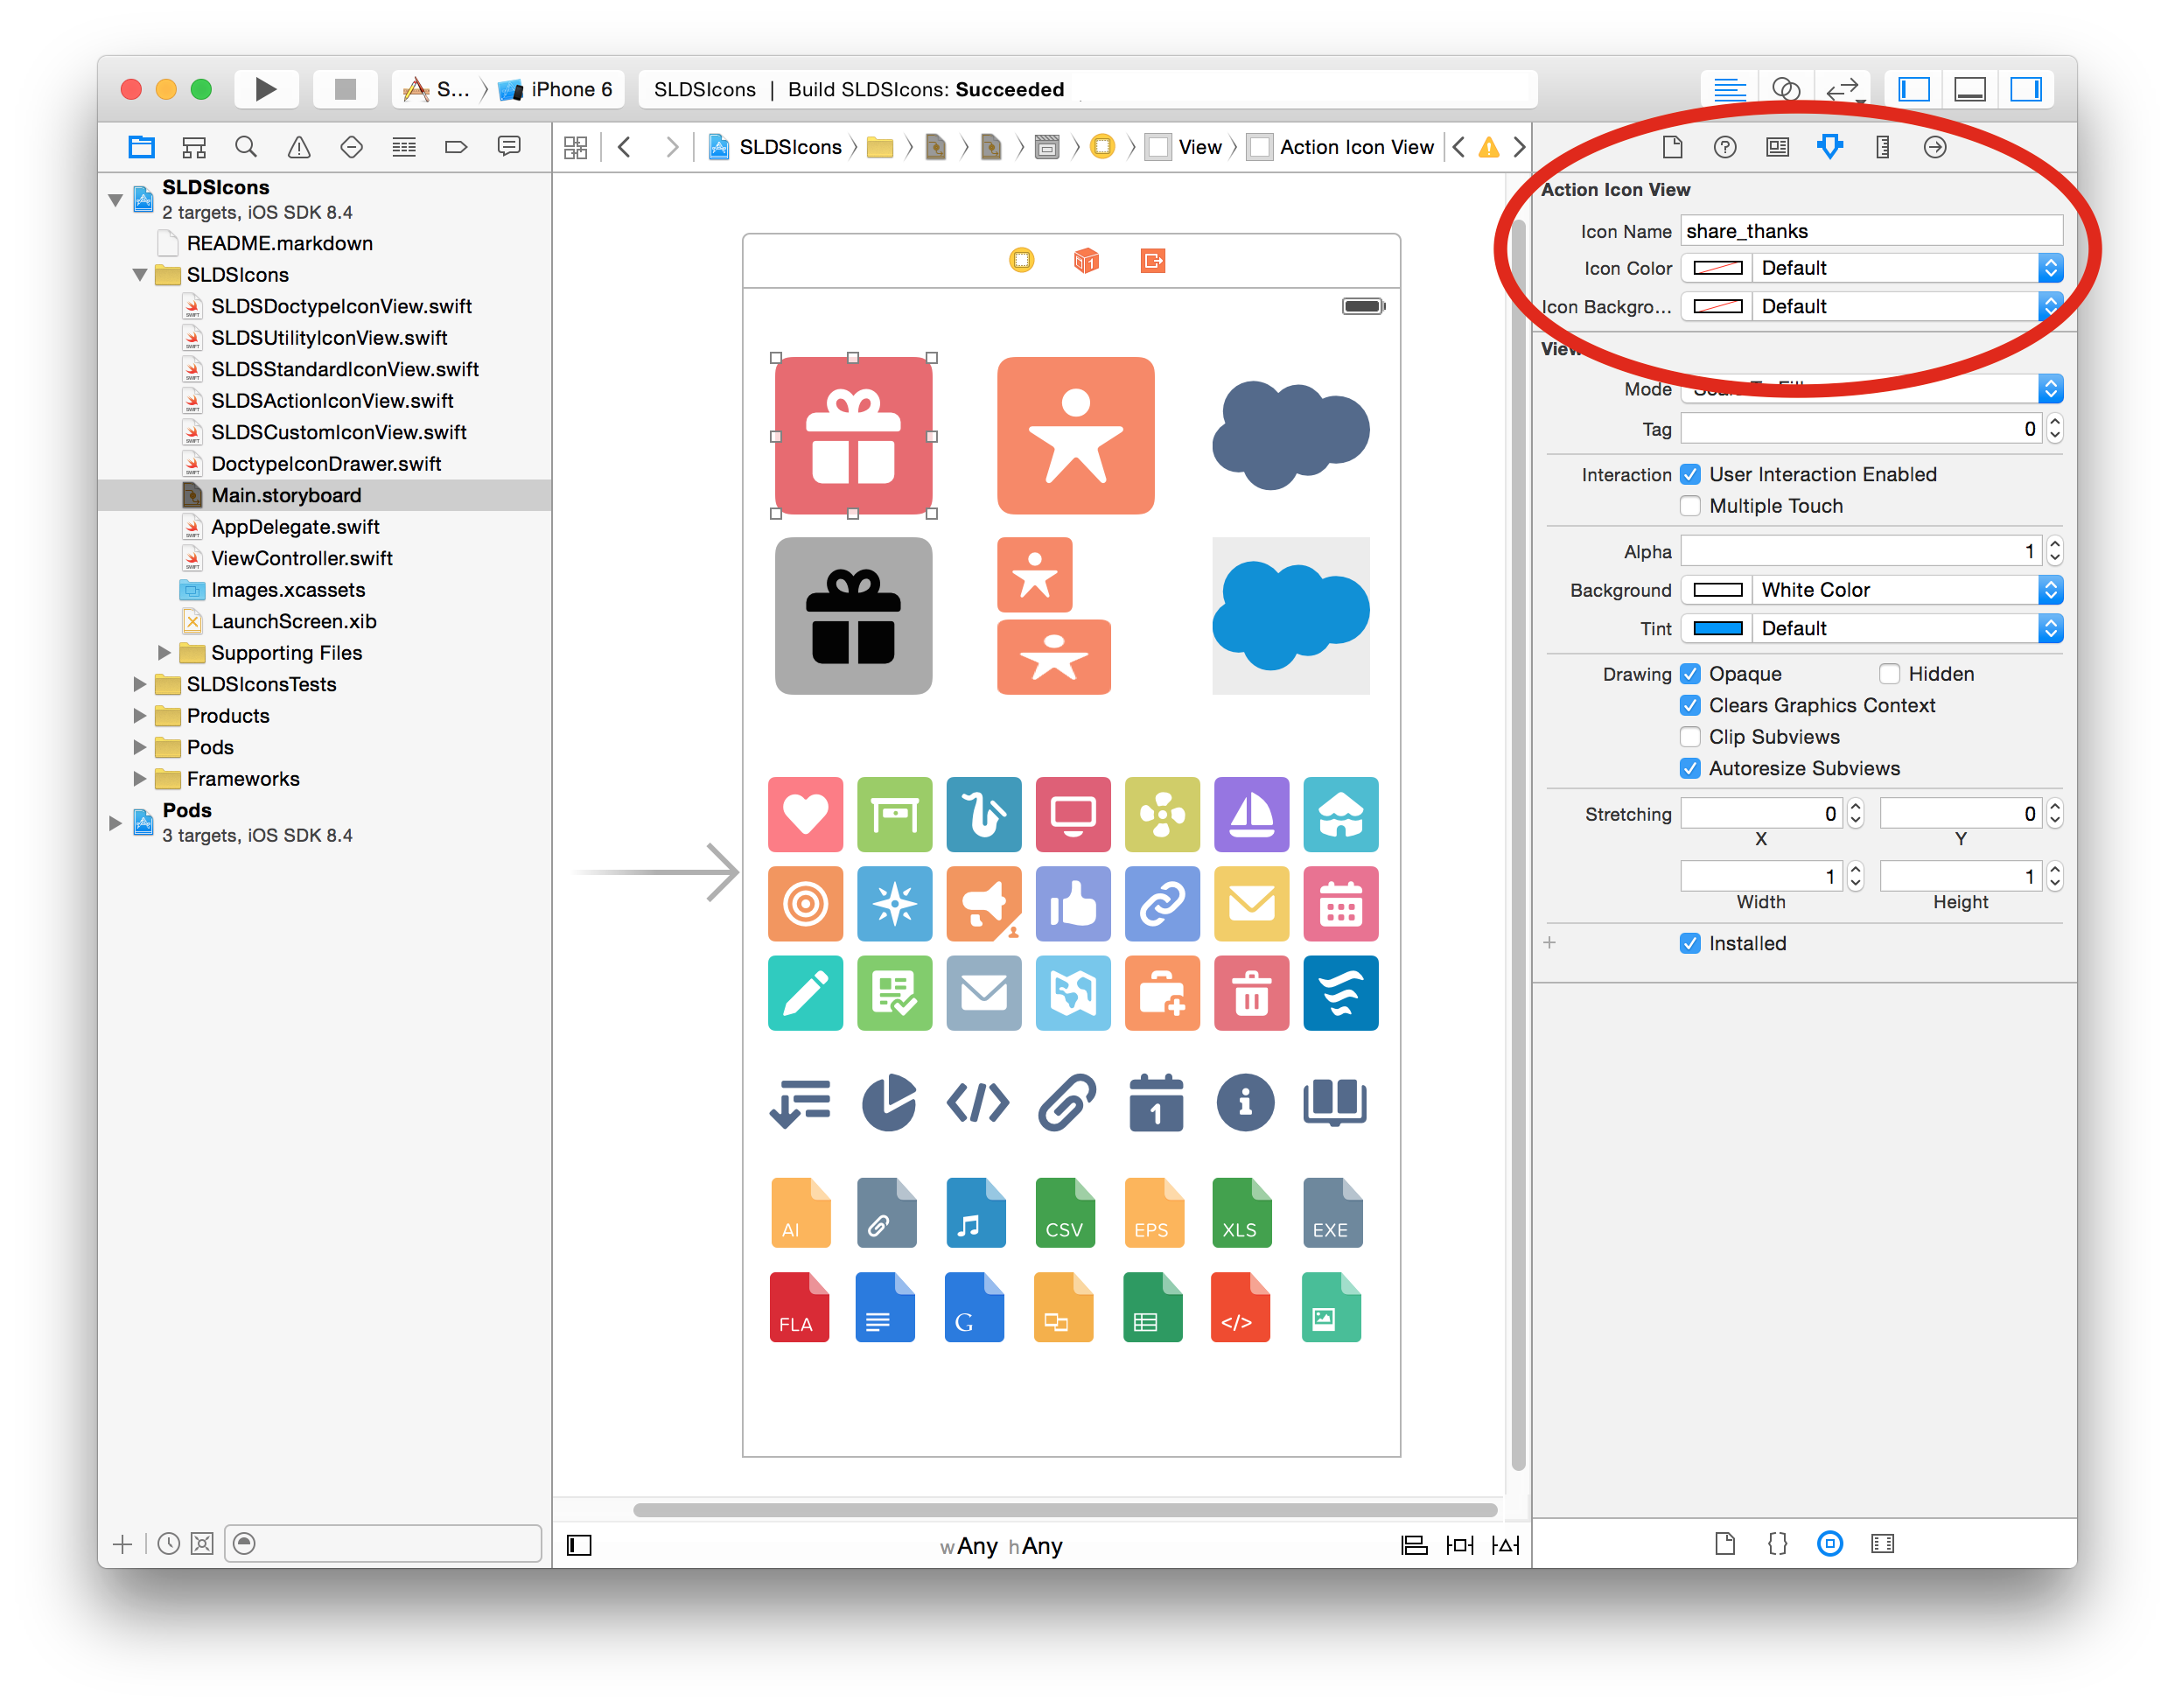 S... iPhone 6
SLDSIcons | Build SLDSIcons: Succeeded
SLDSIcons
2 targets, iOS SDK 8.4
README.markdown
SLDSIcons
SLDSDoctypeIconView.swift
SLDSUtilityIconView.swift
SLDSStandardIconView.swift
SLDSActionIconView.swift
SLDSCustomIconView.swift
DoctypeIconDrawer.swift
Main.storyboard
AppDelegate.swift
ViewController.swift
Images.xcassets
LaunchScreen.xib
Supporting Files
SLDSIconsTests
Products
Pods
Frameworks
Pods
3 targets, iOS SDK 8.4
SLDSIcons View Action Icon View
1
AI CSV EPS XLS EXE
FLA G </>
wAny hAny
Action Icon View
Icon Name share_thanks
Icon Color Default
Icon Backgro... Default
View
Mode
Tag 0
Interaction User Interaction Enabled
Multiple Touch
Alpha 1
Background White Color
Tint Default
Drawing Opaque Hidden
Clears Graphics Context
Clip Subviews
Autoresize Subviews
Stretching 0 0
X Y
1 1
Width Height
Installed